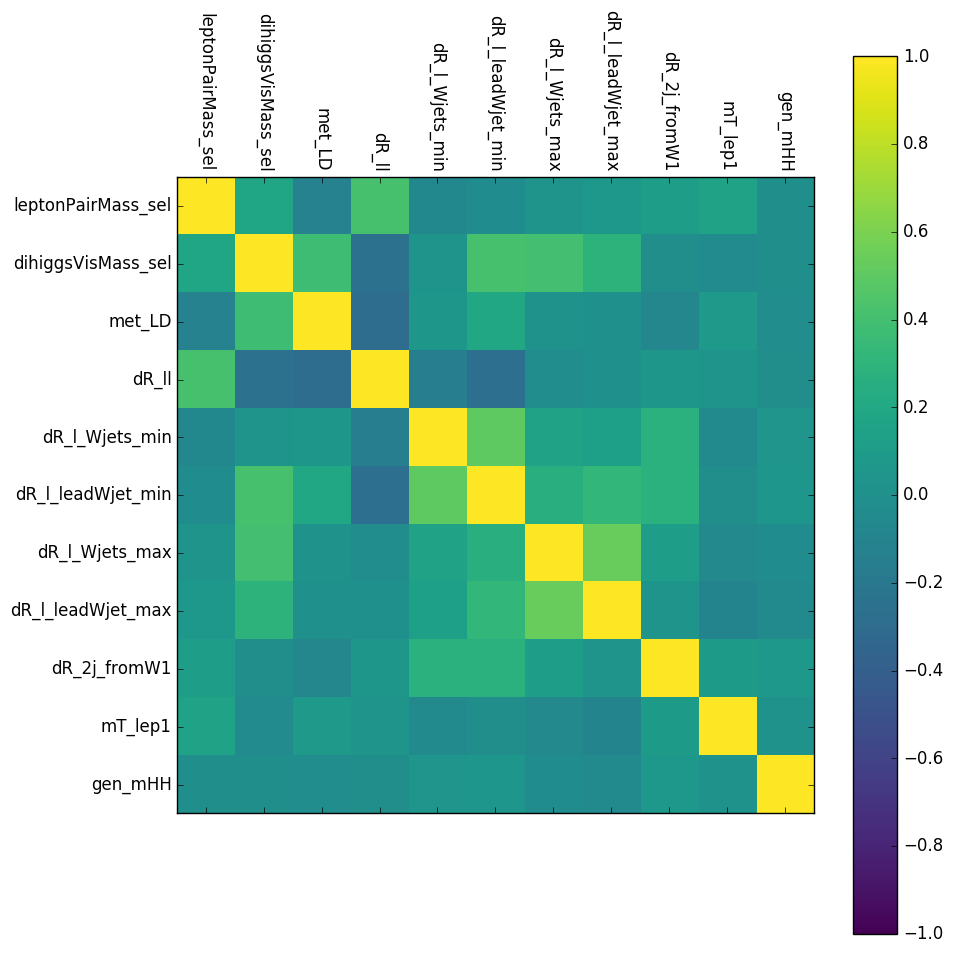 leptonPairMass_sel
dihiggsVisMass_sel
met_LD
dR_ll
dR_l_Wjets_min
dR_l_leadWjet_min
dR_l_Wjets_max
dR_l_leadWjet_max
dR_2j_fromW1
mT_lep1
gen_mHH
leptonPairMass_sel
dihiggsVisMass_sel
met_LD
dR_ll
dR_l_Wjets_min
dR_l_leadWjet_min
dR_l_Wjets_max
dR_l_leadWjet_max
dR_2j_fromW1
mT_lep1
gen_mHH
1.0
0.8
0.6
0.4
0.2
0.0
−0.2
−0.4
−0.6
−0.8
−1.0